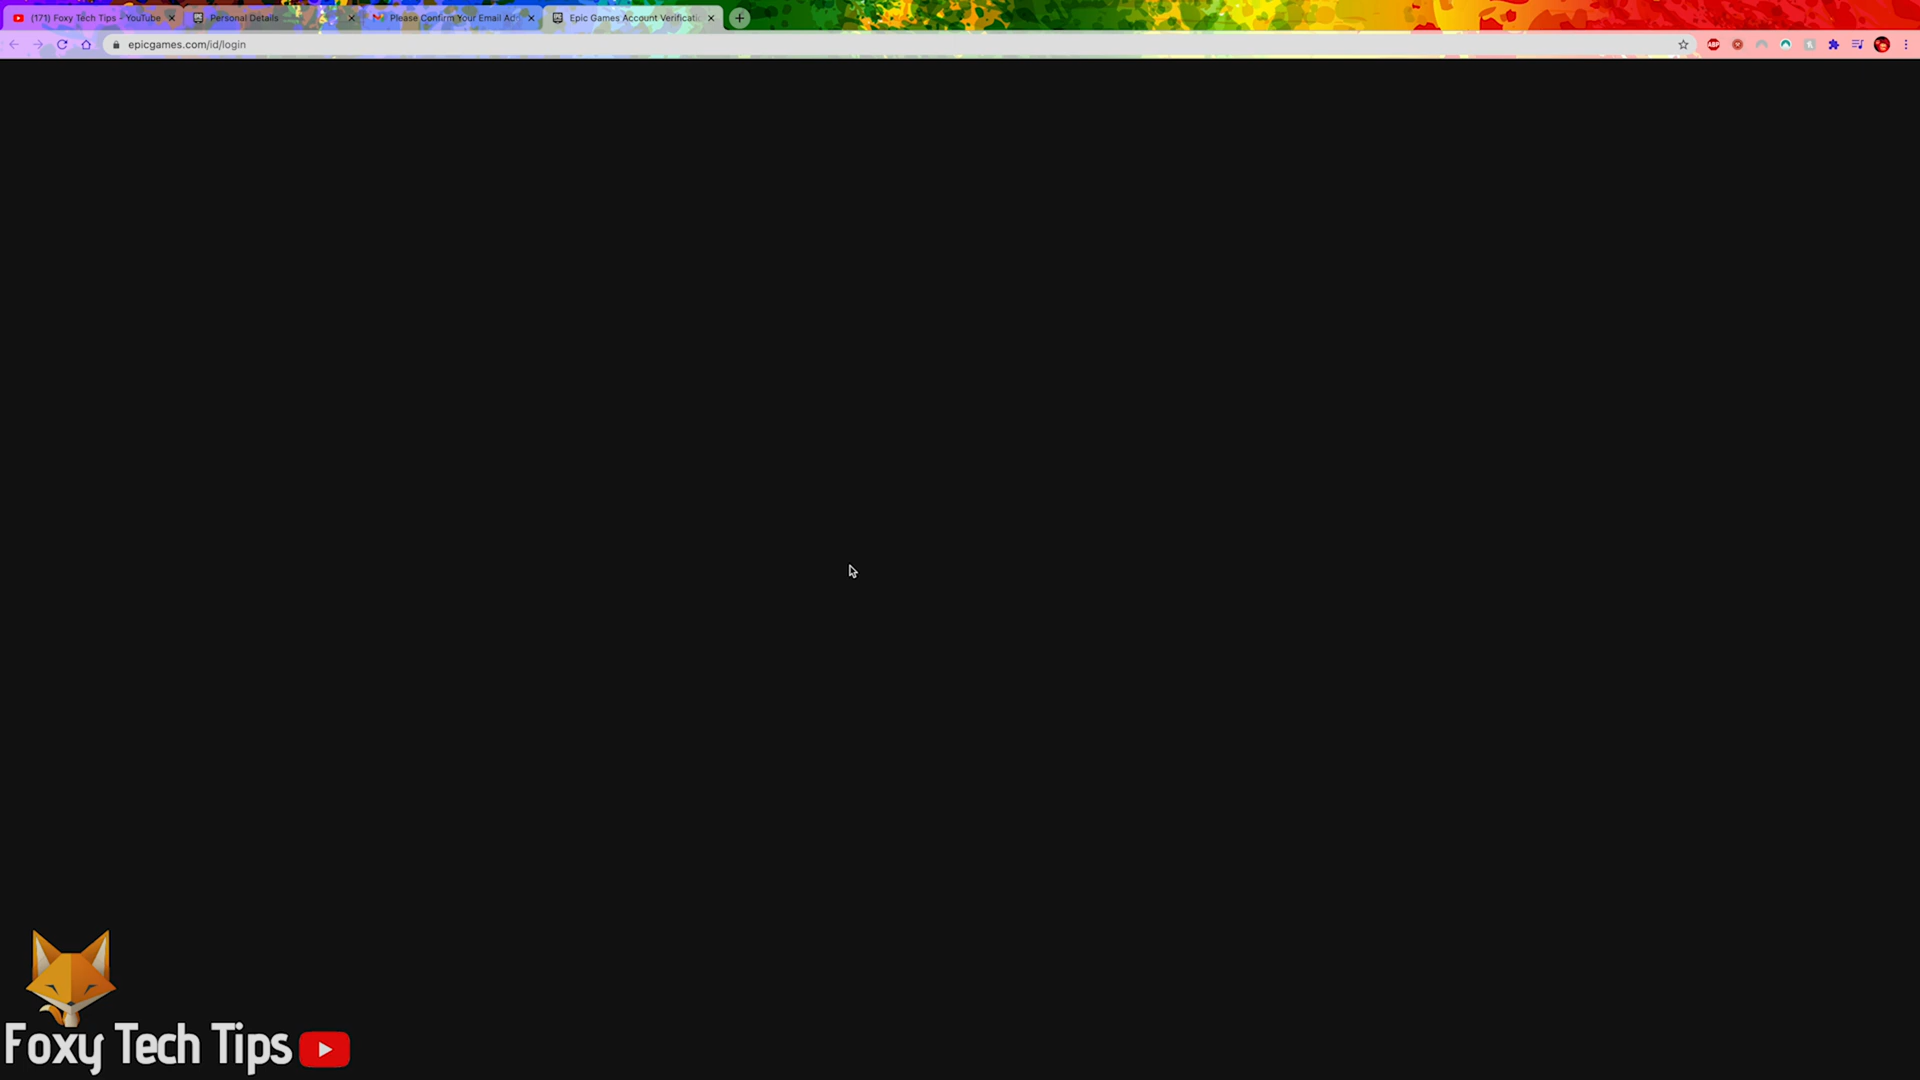 (171) Foxy Tech Tips - YouTube
Personal Details
Please Confirm Your Email Ad
Epic Games Account Verificati
epicgames.com/id/login
ABP
Foxy Tech Tips